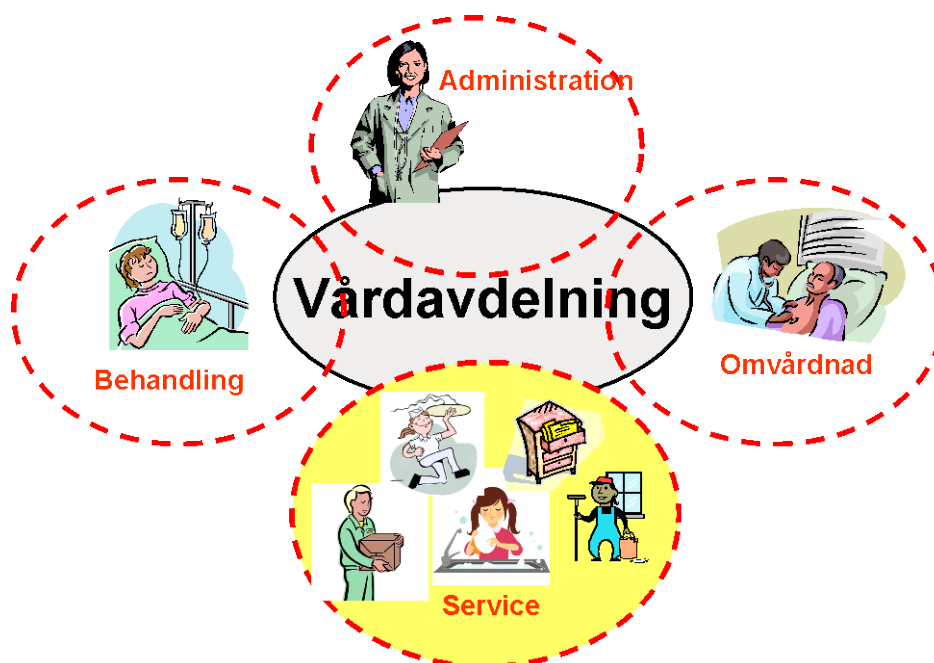 Administration
Vårdavdelning
Behandling
Omvårdnad
Service